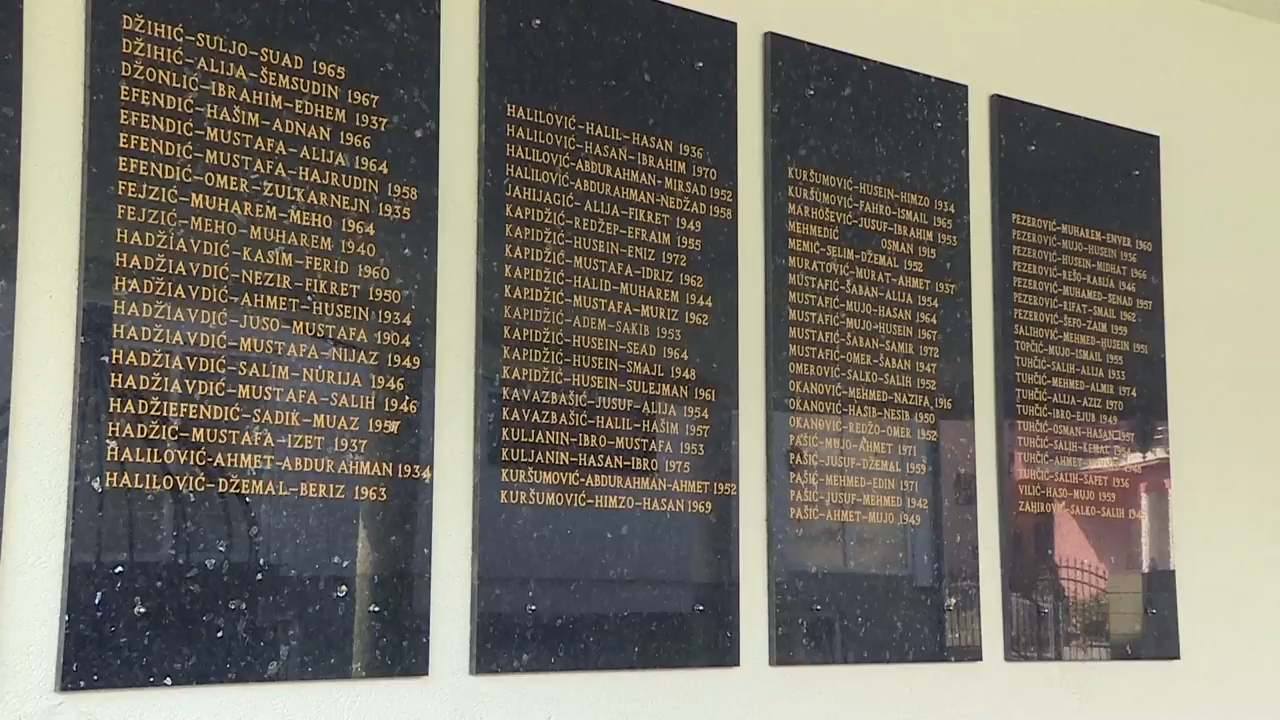 DŽIHIĆ–SULJO–SUAD 1965
DŽIHIĆ–ALIJA–ŠEMSUDIN 1967
DŽONLIĆ–IBRAHIM–EDHEM 1937
EFENDIĆ–HAŠIM–ADNAN 1966
EFENDIĆ–MUSTAFA–ALIJA 1964
EFENDIĆ–MUSTAFA–HAJRUDIN 1958
EFENDIĆ–OMER–ZULKARNEJN 1935
FEJZIĆ–MUHAREM–MEHO 1964
FEJZIĆ–MEHO–MUHAREM 1940
HADŽIAVDIĆ–KASIM–FERID 1960
HADŽIAVDIĆ–NEZIR–FIKRET 1950
HADŽIAVDIĆ–AHMET–HUSEIN 1934
HADŽIAVDIĆ–JUSO–MUSTAFA 1904
HADŽIAVDIĆ–MUSTAFA–NIJAZ 1949
HADŽIAVDIĆ–SALIM–NURIJA 1946
HADŽIAVDIĆ–MUSTAFA–SALIH 1946
HADŽIEFENDIĆ–SADIK–MUAZ 1957
HADŽIĆ–MUSTAFA–IZET 1937
HALILOVIĆ–AHMET–ABDURAHMAN 1934
HALILOVIĆ–DŽEMAL–BERIZ 1963
HALILOVIĆ–HALIL–HASAN 1936
HALILOVIĆ–HASAN–IBRAHIM 1970
HALILOVIĆ–ABDURAHMAN–MIRSAD 1952
HALILOVIĆ–ABDURAHMAN–NEDŽAD 1958
JAHIJAGIĆ–ALIJA–FIKRET 1949
KAPIDŽIĆ–REDŽEP–EFRAIM 1955
KAPIDŽIĆ–HUSEIN–ENIZ 1972
KAPIDŽIĆ–MUSTAFA–IDRIZ 1962
KAPIDŽIĆ–HALID–MUHAREM 1944
KAPIDŽIĆ–MUSTAFA–MURIZ 1962
KAPIDŽIĆ–ADEM–SAKIB 1953
KAPIDŽIĆ–HUSEIN–SEAD 1964
KAPIDŽIĆ–HUSEIN–SMAJL 1948
KAPIDŽIĆ–HUSEIN–SULEJMAN 1961
KAVAZBAŠIĆ–JUSUF–ALIJA 1954
KAVAZBAŠIĆ–HALIL–HAŠIM 1957
KULJANIN–IBRO–MUSTAFA 1953
KULJANIN–HASAN–IBRO 1975
KURŠUMOVIĆ–ABDURAHMAN–AHMET 1952
KURŠUMOVIĆ–HIMZO–HASAN 1969
KURŠUMOVIĆ–HUSEIN–HIMZO 1934
KURŠUMOVIĆ–FAHRO–ISMAIL 1965
MARHOŠEVIĆ–JUSUF–IBRAHIM 1953
MEHMEDIĆ OSMAN 1915
MEMIĆ–SELIM–DŽEMAL 1952
MURATOVIĆ–MURAT–AHMET 1937
MUSTAFIĆ–ŠABAN–ALIJA 1954
MUSTAFIĆ–MUJO–HASAN 1964
MUSTAFIĆ–MUJO–HUSEIN 1967
MUSTAFIĆ–ŠABAN–SAMIR 1972
MUSTAFIĆ–OMER–ŠABAN 1947
OMEROVIĆ–SALKO–SALIH 1952
OKANOVIĆ–MEHMED–NAZIFA 1916
OKANOVIĆ–HASIB–NESIB 1950
OKANOVIĆ–REDŽO–OMER 1952
PAŠIĆ–MUJO–AHMET 1971
PAŠIĆ–JUSUF–DŽEMAL 1959
PAŠIĆ–MEHMED–EDIN 1971
PAŠIĆ–JUSUF–MEHMED 1942
PAŠIĆ–AHMET–MUJO 1949
PEZEROVIĆ–MUHAREM–ENVER 1960
PEZEROVIĆ–MUJO–HUSEIN 1936
PEZEROVIĆ–HUSEIN–MIDHAT 1966
PEZEROVIĆ–REŠO–RABIJA 1946
PEZEROVIĆ–MUHAMED–SENAD 1957
PEZEROVIĆ–RIFAT–SMAIL 1962
PEZEROVIĆ–ŠEFO–ZAIM 1959
SALIHOVIĆ–MEHMED–HUSEIN 1951
TOPČIĆ–MUJO–ISMAIL 1955
TUHČIĆ–SALIH–ALIJA 1933
TUHČIĆ–MEHMED–ALMIR 1974
TUHČIĆ–ALIJA–AZIZ 1970
TUHČIĆ–IBRO–EJUB 1949
TUHČIĆ–OSMAN–HASAN 1957
TUHČIĆ–SALIH–KEMAL 1954
TUHČIĆ–AHMET
TUHČIĆ–SALIH–SAFET 1936
VILIĆ–HASO–MUJO 1959
ZAHIROVIĆ–SALKO–SALIH